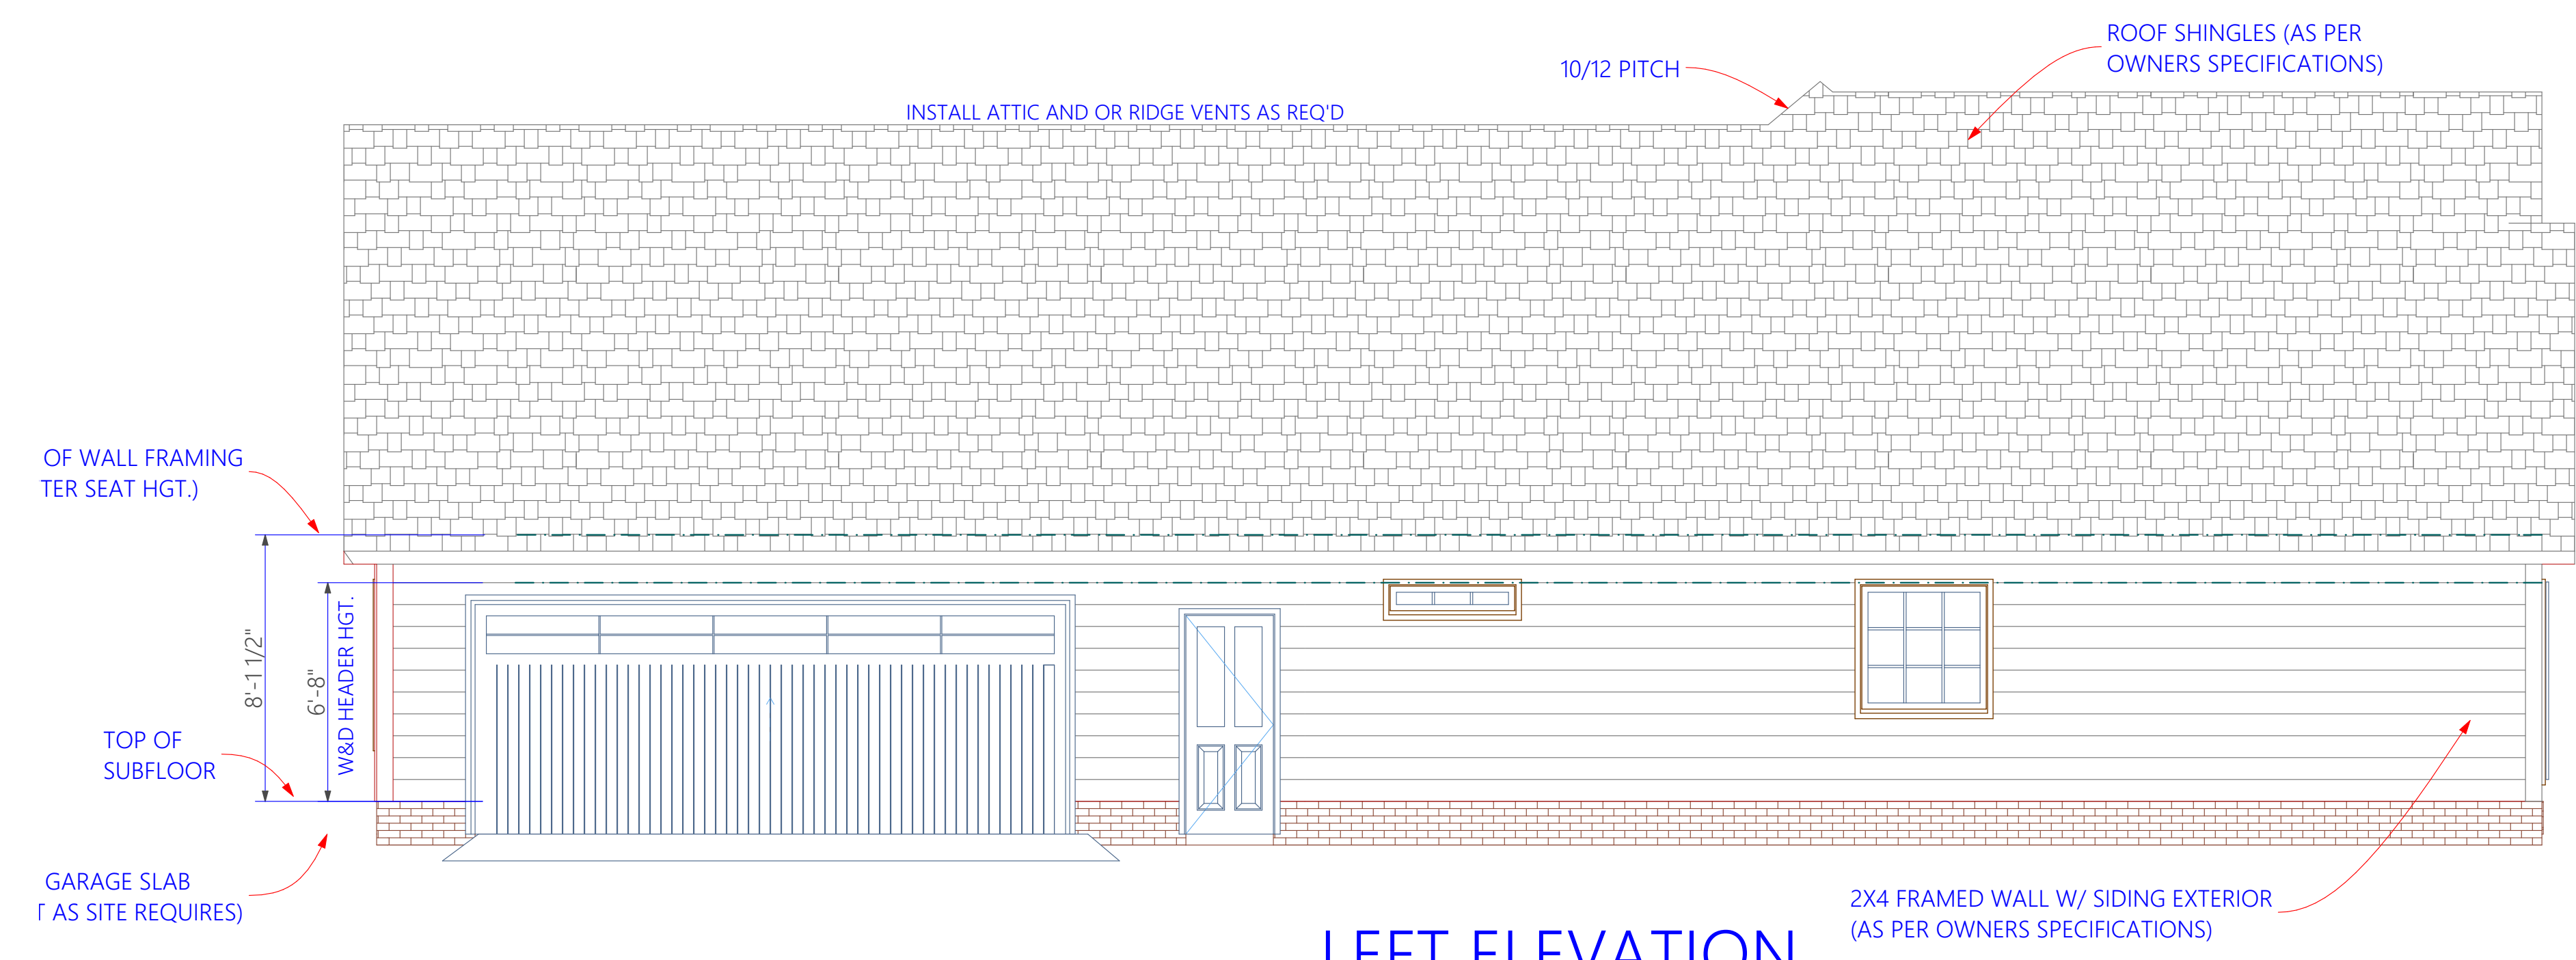 ROOF SHINGLES (AS PER
OWNERS SPECIFICATIONS)
10/12 PITCH
INSTALL ATTIC AND OR RIDGE VENTS AS REQ'D
OF WALL FRAMING
TER SEAT HGT.)
8'-1 1/2"
6'-8"
W&D HEADER HGT.
TOP OF
SUBFLOOR
GARAGE SLAB
AS SITE REQUIRES)
2X4 FRAMED WALL W/ SIDING EXTERIOR
(AS PER OWNERS SPECIFICATIONS)
LEFT ELEVATION